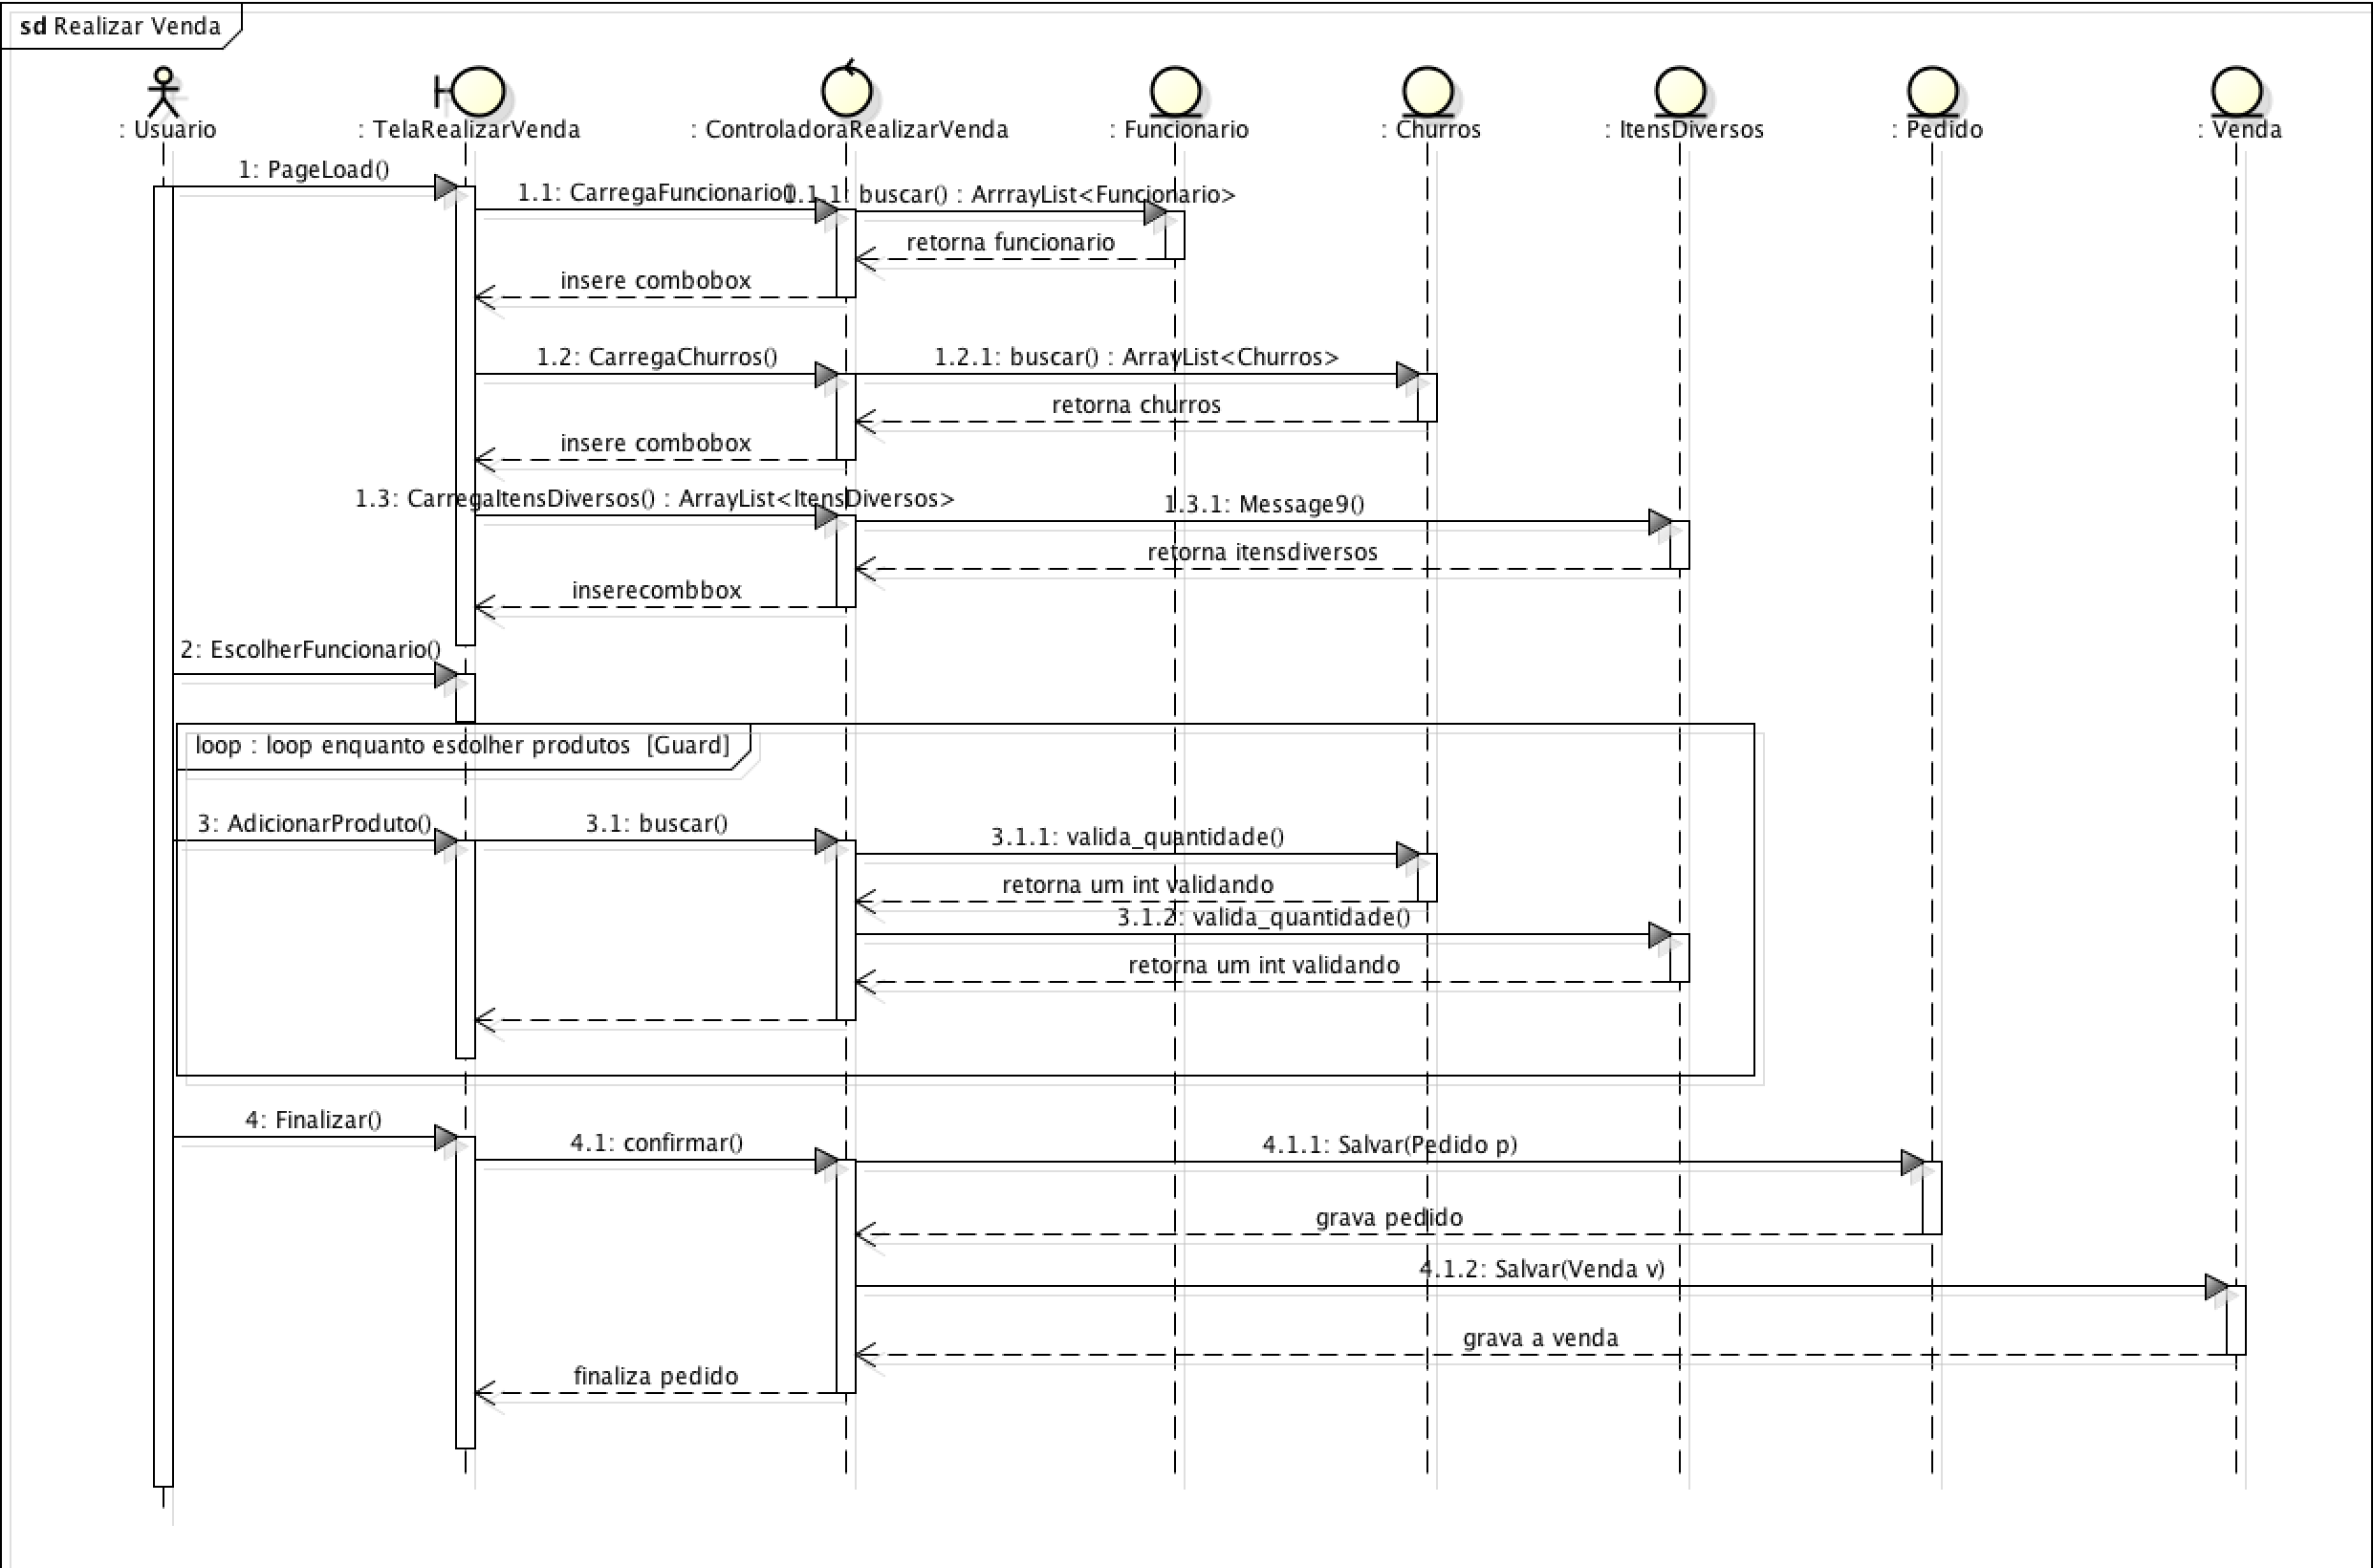 sd Realizar Venda
: Usuario
: TelaRealizarVenda
: ControladoraRealizarVenda
: Funcionario
: Churros
: ItensDiversos
: Pedido
: Venda
1: PageLoad()
1.1: CarregaFuncionario()
1.1.1: buscar() : ArrrayList<Funcionario>
retorna funcionario
insere combobox
1.2: CarregaChurros()
1.2.1: buscar() : ArrayList<Churros>
retorna churros
insere combobox
1.3: CarregaItensDiversos() : ArrayList<ItensDiversos>
1.3.1: Message9()
retorna itensdiversos
inserecombbox
2: EscolherFuncionario()
loop : loop enquanto escolher produtos [Guard]
3: AdicionarProduto()
3.1: buscar()
3.1.1: valida_quantidade()
retorna um int validando
3.1.2: valida_quantidade()
retorna um int validando
4: Finalizar()
4.1: confirmar()
4.1.1: Salvar(Pedido p)
grava pedido
4.1.2: Salvar(Venda v)
grava a venda
finaliza pedido